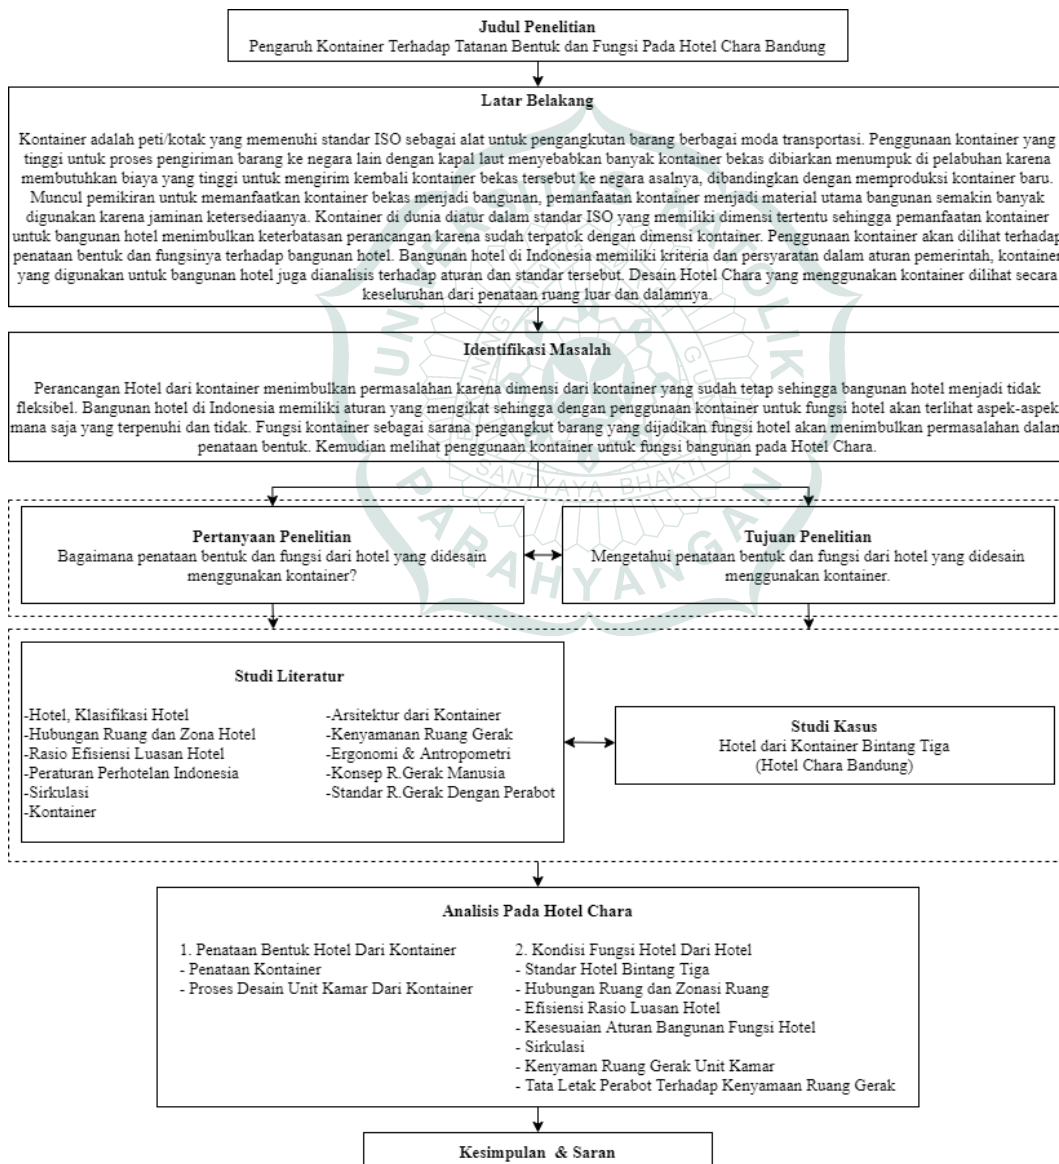 Judul Penelitian
Pengaruh Kontainer Terhadap Tatanan Bentuk dan Fungsi Pada Hotel Chara Bandung
Latar Belakang
Kontainer adalah peti/kotak yang memenuhi standar ISO sebagai alat untuk pengangkutan barang berbagai moda transportasi. Penggunaan kontainer yang
tinggi untuk proses pengiriman barang ke negara lain dengan kapal laut menyebabkan banyak kontainer bekas dibiarkan menumpuk di pelabuhan karena
membutuhkan biaya yang tinggi untuk mengirim kembali kontainer bekas tersebut ke negara asalnya, dibandingkan dengan memproduksi kontainer baru.
Muncul pemikiran untuk memanfaatkan kontainer bekas menjadi bangunan, pemanfaatan kontainer menjadi material utama bangunan semakin banyak
digunakan karena jaminan ketersediaanya. Kontainer di dunia diatur dalam standar ISO yang memiliki dimensi tertentu sehingga pemanfaatan kontainer
untuk bangunan hotel menimbulkan keterbatasan perancangan karena sudah terpatok dengan dimensi kontainer. Penggunaan kontainer akan dilihat terhadap
penataan bentuk dan fungsinya terhadap bangunan hotel. Bangunan hotel di Indonesia memiliki kriteria dan persyaratan dalam aturan pemerintah, kontainer
yang digunakan untuk bangunan hotel juga dianalisis terhadap aturan dan standar tersebut. Desain Hotel Chara yang menggunakan kontainer dilihat secara
keseluruhan dari penataan ruang luar dan dalamnya.
Identifikasi Masalah
Perancangan Hotel dari kontainer menimbulkan permasalahan karena dimensi dari kontainer yang sudah tetap sehingga bangunan hotel menjadi tidak
fleksibel. Bangunan hotel di Indonesia memiliki aturan yang mengikat sehingga dengan penggunaan kontainer untuk fungsi hotel akan terlihat aspek-aspek
mana saja yang terpenuhi dan tidak. Fungsi kontainer sebagai sarana pengangkut barang yang dijadikan fungsi hotel akan menimbulkan permasalahan dalam
penataan bentuk. Kemudian melihat penggunaan kontainer untuk fungsi bangunan pada Hotel Chara.
Pertanyaan Penelitian
Bagaimana penataan bentuk dan fungsi dari hotel yang didesain
menggunakan kontainer?
Tujuan Penelitian
Mengetahui penataan bentuk dan fungsi dari hotel yang didesain
menggunakan kontainer.
Studi Literatur
-Hotel, Klasifikasi Hotel
-Hubungan Ruang dan Zona Hotel
-Rasio Efisiensi Luasan Hotel
-Peraturan Perhotelan Indonesia
-Sirkulasi
-Kontainer
-Arsitektur dari Kontainer
-Kenyamanan Ruang Gerak
-Ergonomi & Antropometri
-Konsep R.Gerak Manusia
-Standar R.Gerak Dengan Perabot
Studi Kasus
Hotel dari Kontainer Bintang Tiga
(Hotel Chara Bandung)
Analisis Pada Hotel Chara
1. Penataan Bentuk Hotel Dari Kontainer
- Penataan Kontainer
- Proses Desain Unit Kamar Dari Kontainer
2. Kondisi Fungsi Hotel Dari Hotel
- Standar Hotel Bintang Tiga
- Hubungan Ruang dan Zonasi Ruang
- Efisiensi Rasio Luasan Hotel
- Kesesuaian Aturan Bangunan Fungsi Hotel
- Sirkulasi
- Kenyaman Ruang Gerak Unit Kamar
- Tata Letak Perabot Terhadap Kenyamaan Ruang Gerak
Kesimpulan & Saran
UNIVERSITAS KATOLIK
PARAHYANGAN
SANTYAYA BHAKTI